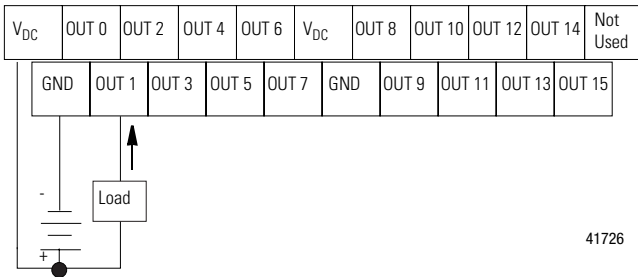 V_DC OUT 0 OUT 2 OUT 4 OUT 6 V_DC OUT 8 OUT 10 OUT 12 OUT 14 Not Used
GND OUT 1 OUT 3 OUT 5 OUT 7 GND OUT 9 OUT 11 OUT 13 OUT 15
-
Load
+
41726